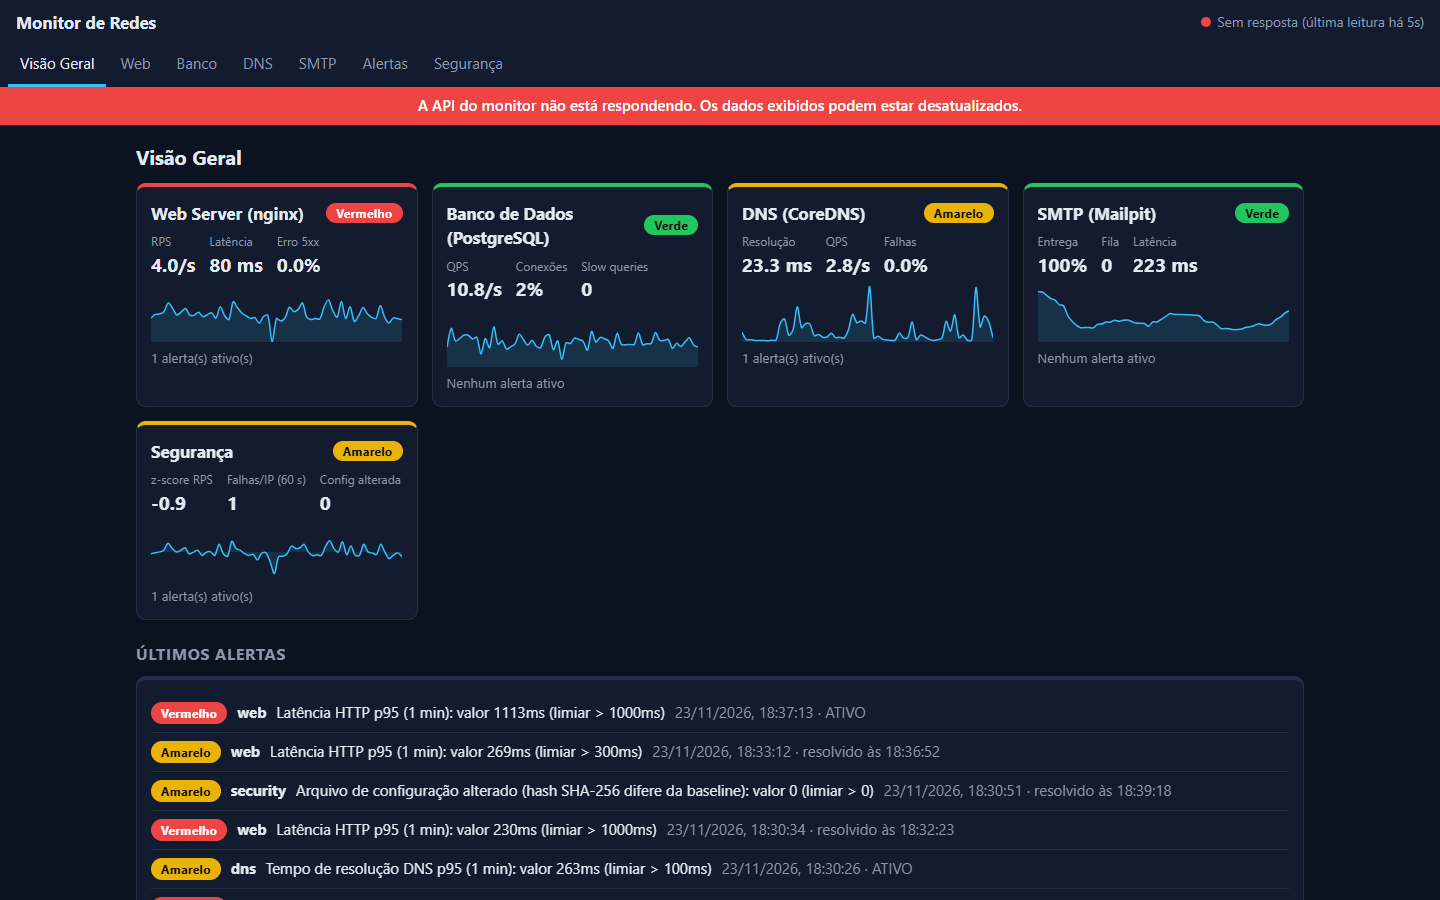 Monitor de Redes
Sem resposta (última leitura há 5s)
Visão Geral Web Banco DNS SMTP Alertas Segurança
A API do monitor não está respondendo. Os dados exibidos podem estar desatualizados.
Visão Geral
Web Server (nginx) Vermelho
RPS Latência Erro 5xx
4.0/s 80 ms 0.0%
1 alerta(s) ativo(s)
Banco de Dados
(PostgreSQL) Verde
QPS Conexões Slow queries
10.8/s 2% 0
Nenhum alerta ativo
DNS (CoreDNS) Amarelo
Resolução QPS Falhas
23.3 ms 2.8/s 0.0%
1 alerta(s) ativo(s)
SMTP (Mailpit) Verde
Entrega Fila Latência
100% 0 223 ms
Nenhum alerta ativo
Segurança Amarelo
z-score RPS Falhas/IP (60 s) Config alterada
-0.9 1 0
1 alerta(s) ativo(s)
ÚLTIMOS ALERTAS
Vermelho web Latência HTTP p95 (1 min): valor 1113ms (limiar > 1000ms) 23/11/2026, 18:37:13 · ATIVO
Amarelo web Latência HTTP p95 (1 min): valor 269ms (limiar > 300ms) 23/11/2026, 18:33:12 · resolvido às 18:36:52
Amarelo security Arquivo de configuração alterado (hash SHA-256 difere da baseline): valor 0 (limiar > 0) 23/11/2026, 18:30:51 · resolvido às 18:39:18
Vermelho web Latência HTTP p95 (1 min): valor 230ms (limiar > 1000ms) 23/11/2026, 18:30:34 · resolvido às 18:32:23
Amarelo dns Tempo de resolução DNS p95 (1 min): valor 263ms (limiar > 100ms) 23/11/2026, 18:30:26 · ATIVO